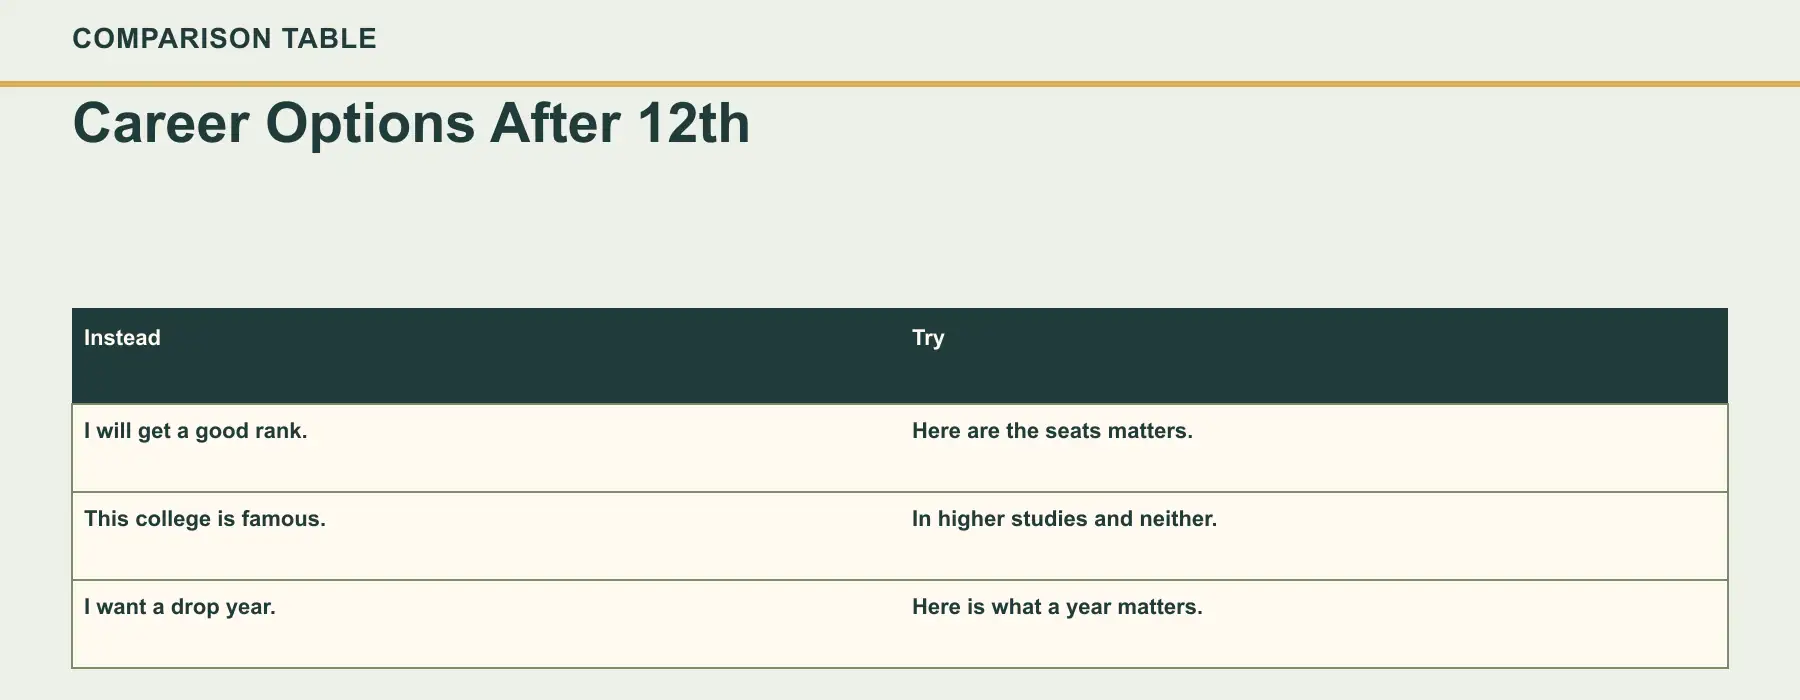 COMPARISON TABLE
Career Options After 12th
Instead Try
I will get a good rank. Here are the seats matters.
This college is famous. In higher studies and neither.
I want a drop year. Here is what a year matters.